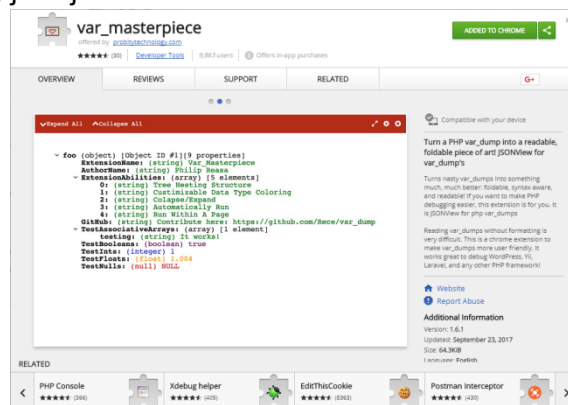 var_masterpiece
offered by probitytechnology.com
(30) Developer Tools 8,863 users Offers in-app purchases
ADDED TO CHROME
OVERVIEW REVIEWS SUPPORT RELATED G+
Expand All Collapse All
foo (object) [Object ID #1][9 properties]
ExtensionName: (string) Var_Masterpiece
AuthorName: (string) Philip Reasa
ExtensionAbilities: (array) [5 elements]
0: (string) Tree Nesting Structure
1: (string) Custimizable Data Type Coloring
2: (string) Colapse/Expand
3: (string) Automatically Run
4: (string) Run Within A Page
GitHub: (string) Contribute here: https://github.com/Reoe/var_dump
TestAssociativeArrays: (array) [1 element]
testing: (string) It works!
TestBooleans: (boolean) true
TestInts: (integer) 1
TestFloats: (float) 1.004
TestNulls: (null) NULL
Compatible with your device
Turn a PHP var_dump into a readable,
foldable piece of art! JSONView for
var_dump's
Turns nasty var_dumps into something
much, much better: foldable, syntax aware,
and readable! If you want to make PHP
debugging easier, this extension is for you. It
is JSONView for php var_dumps
Reading var_dumps without formatting is
very difficult. This is a chrome extension to
make var_dumps more user friendly. It
works great to debug WordPress, Yii,
Laravel, and any other PHP framework!
Website
Report Abuse
Additional Information
Version: 1.6.1
Updated: September 23, 2017
Size: 64.3KiB
Language: English
RELATED
PHP Console
(366)
Xdebug helper
(405)
EditThisCookie
(8363)
Postman Interceptor
(430)